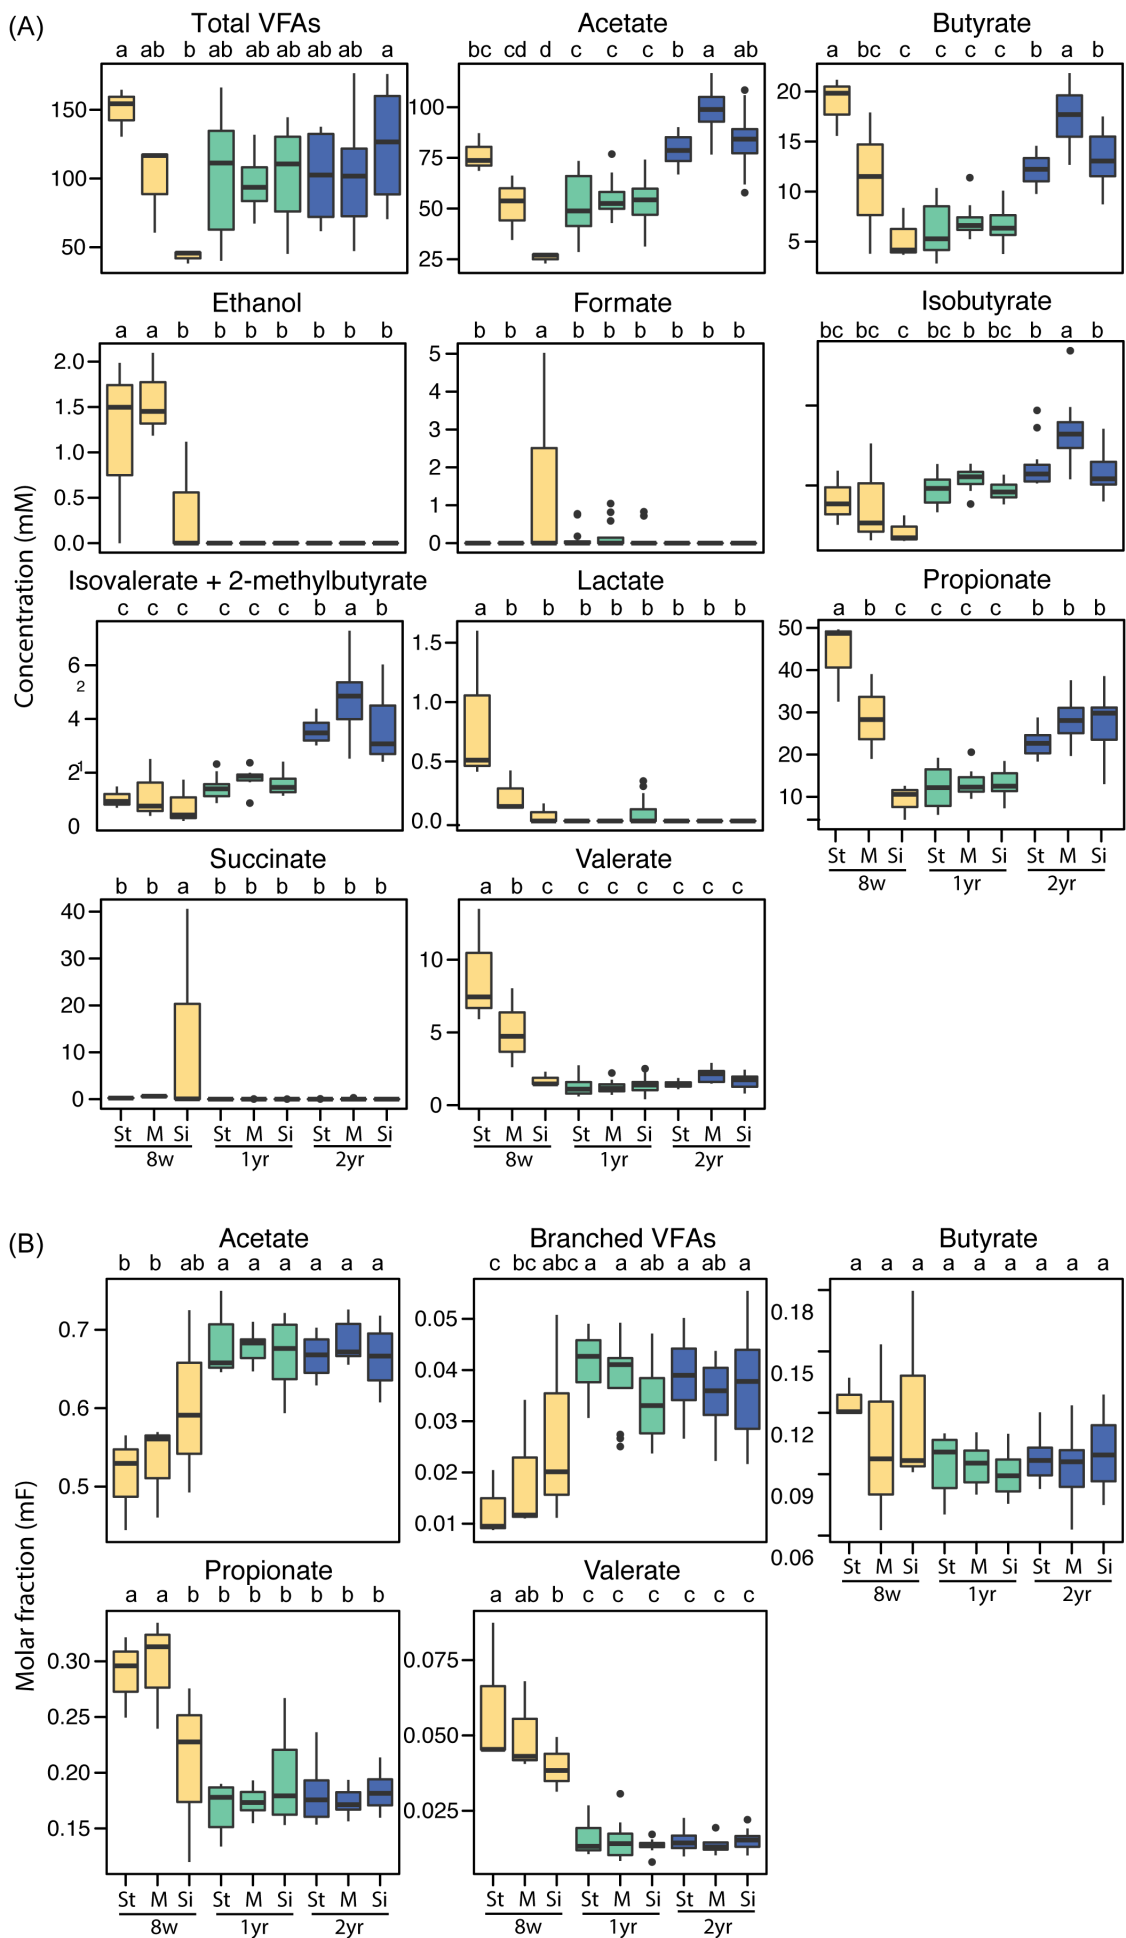 (A)
Total VFAs
Acetate
Butyrate
a ab b ab ab ab ab ab a
bc cd d c c c b a ab
a bc c c c c b a b
150
100
50
100
75
50
25
20
15
10
5
Ethanol
Formate
Isobutyrate
a a b b b b b b b
b b a b b b b b b
bc bc c bc b bc b a b
2.0
1.5
1.0
0.5
0.0
5
4
3
2
1
0
Concentration (mM)
Isovalerate + 2-methylbutyrate
Lactate
Propionate
c c c c c c b a b
a b b b b b b b b
a b c c c c b b b
6
2
4
2
1
0
1.5
1.0
0.5
0.0
50
40
30
20
10
St M Si St M Si St M Si
8w 1yr 2yr
Succinate
Valerate
b b a b b b b b b
a b c c c c c c c
40
30
20
10
0
10
5
0
St M Si St M Si St M Si
8w 1yr 2yr
St M Si St M Si St M Si
8w 1yr 2yr
(B)
Acetate
Branched VFAs
Butyrate
b b ab a a a a a a
c bc abc a a ab a ab a
a a a a a a a a a
0.7
0.6
0.5
0.05
0.04
0.03
0.02
0.01
0.18
0.15
0.12
0.09
0.06
St M Si St M Si St M Si
8w 1yr 2yr
Molar fraction (mF)
Propionate
Valerate
a a b b b b b b b
a ab b c c c c c c
0.30
0.25
0.20
0.15
0.075
0.050
0.025
St M Si St M Si St M Si
8w 1yr 2yr
St M Si St M Si St M Si
8w 1yr 2yr